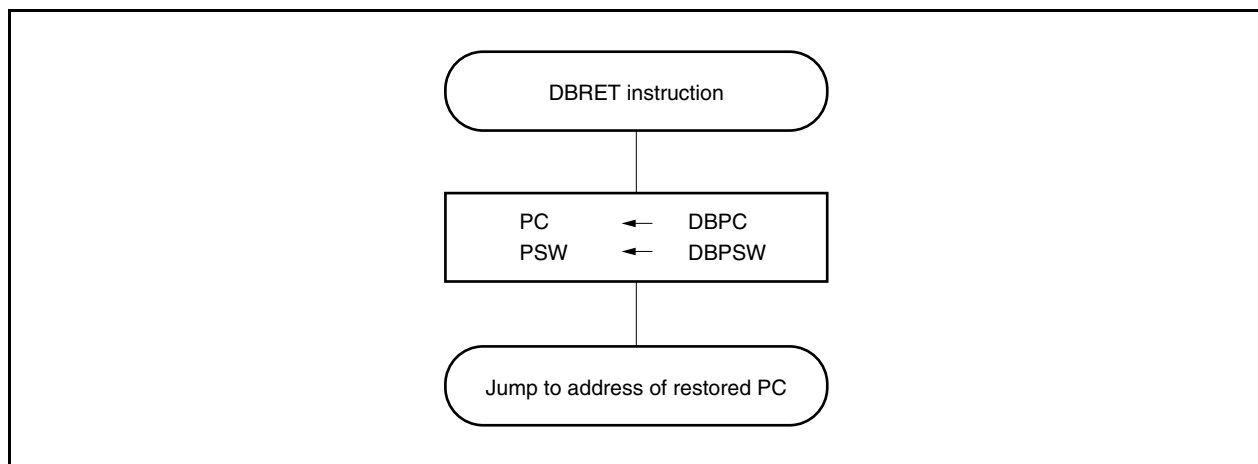 DBRET instruction
PC ← DBPC
PSW ← DBPSW
Jump to address of restored PC